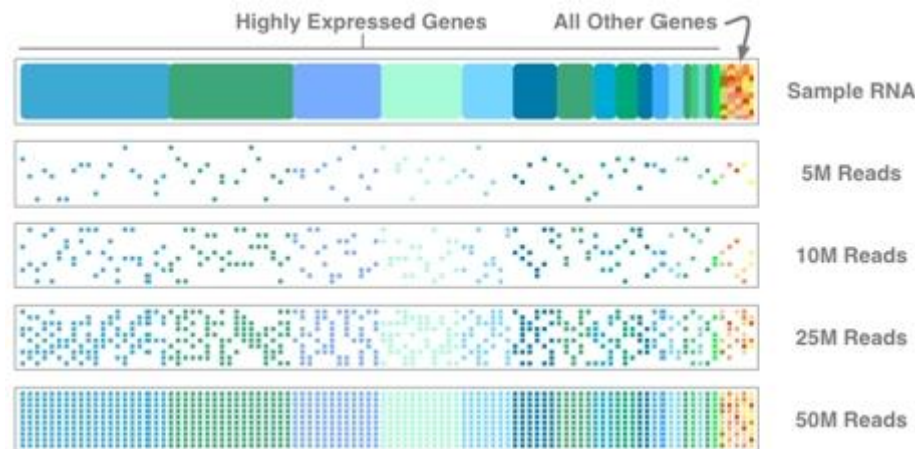 Highly Expressed Genes
All Other Genes
Sample RNA
5M Reads
10M Reads
25M Reads
50M Reads